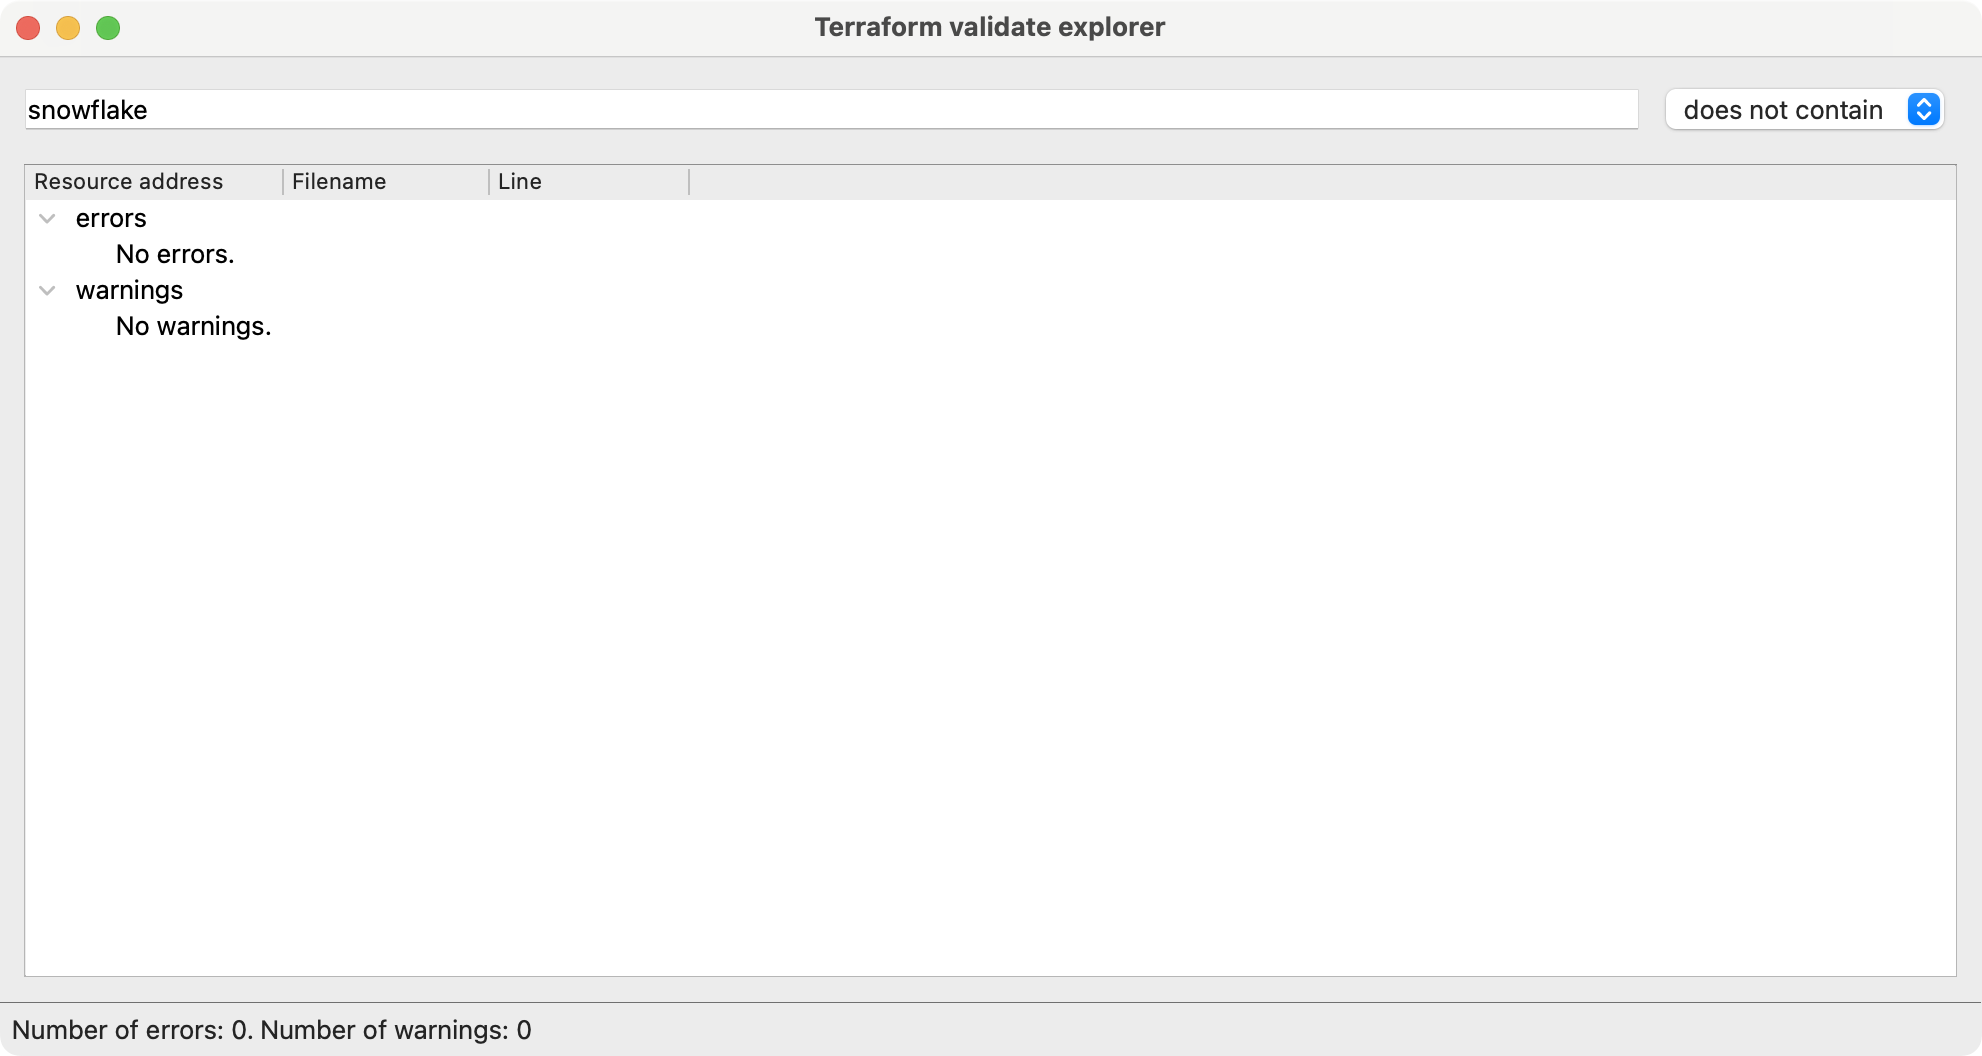 Terraform validate explorer
snowflake
does not contain
Resource address Filename Line
errors
No errors.
warnings
No warnings.
Number of errors: 0. Number of warnings: 0